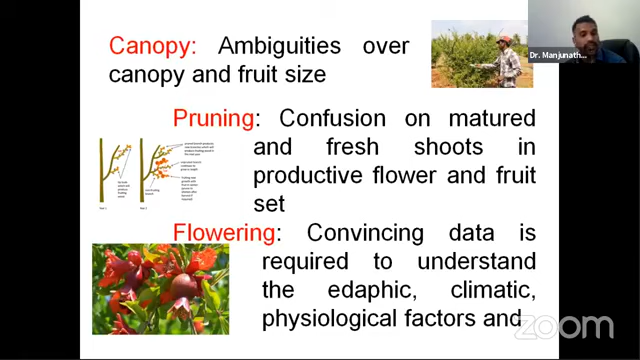 Canopy: Ambiguities over
canopy and fruit size
Dr. Manjunath...
Pruning: Confusion on matured
and fresh shoots in
productive flower and fruit
set
Flowering: Convincing data is
required to understand
the edaphic, climatic,
physiological factors and
zoom